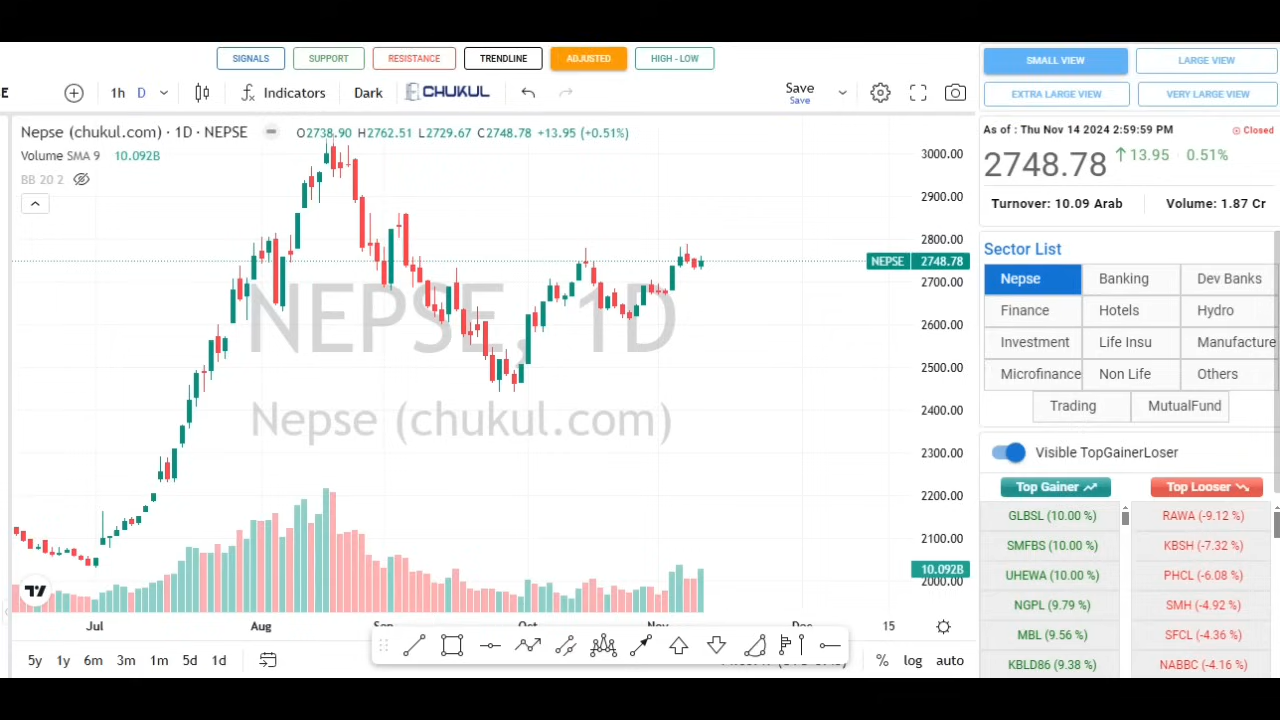 SIGNALS SUPPORT RESISTANCE TRENDLINE ADJUSTED HIGH - LOW
1h D Indicators Dark CHUKUL Save
Save
Nepse (chukul.com) · 1D · NEPSE O2738.90 H2762.51 L2729.67 C2748.78 +13.95 (+0.51%)
Volume SMA 9 10.092B
BB 20 2
NEPSE, 1D
Nepse (chukul.com)
3000.00
2900.00
2800.00
NEPSE 2748.78
2700.00
2600.00
2500.00
2400.00
2300.00
2200.00
2100.00
10.092B
2000.00
Jul Aug Sep Oct Nov Dec 15
5y 1y 6m 3m 1m 5d 1d
% log auto
SMALL VIEW LARGE VIEW
EXTRA LARGE VIEW VERY LARGE VIEW
As of : Thu Nov 14 2024 2:59:59 PM Closed
2748.78 13.95 0.51%
Turnover: 10.09 Arab Volume: 1.87 Cr
Sector List
Nepse Banking Dev Banks
Finance Hotels Hydro
Investment Life Insu Manufacture
Microfinance Non Life Others
Trading MutualFund
Visible TopGainerLoser
Top Gainer Top Looser
GLBSL (10.00 %) RAWA (-9.12 %)
SMFBS (10.00 %) KBSH (-7.32 %)
UHEWA (10.00 %) PHCL (-6.08 %)
NGPL (9.79 %) SMH (-4.92 %)
MBL (9.56 %) SFCL (-4.36 %)
KBLD86 (9.38 %) NABBC (-4.16 %)